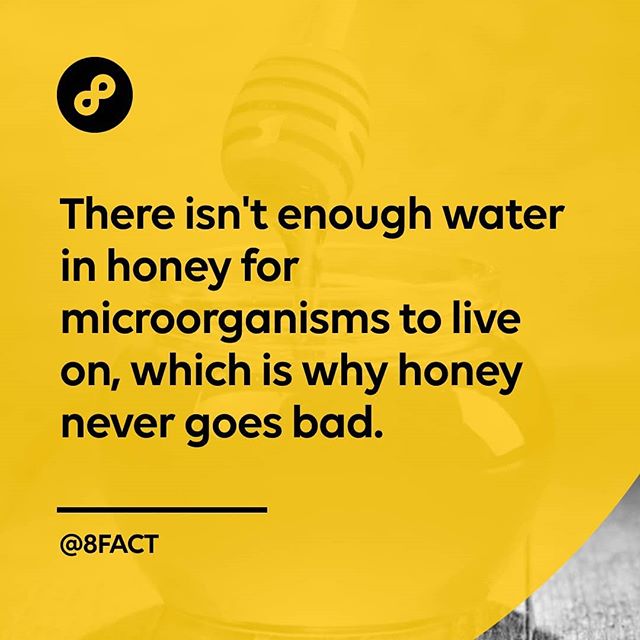 There isn't enough water
in honey for
microorganisms to live
on, which is why honey
never goes bad.
@8FACT